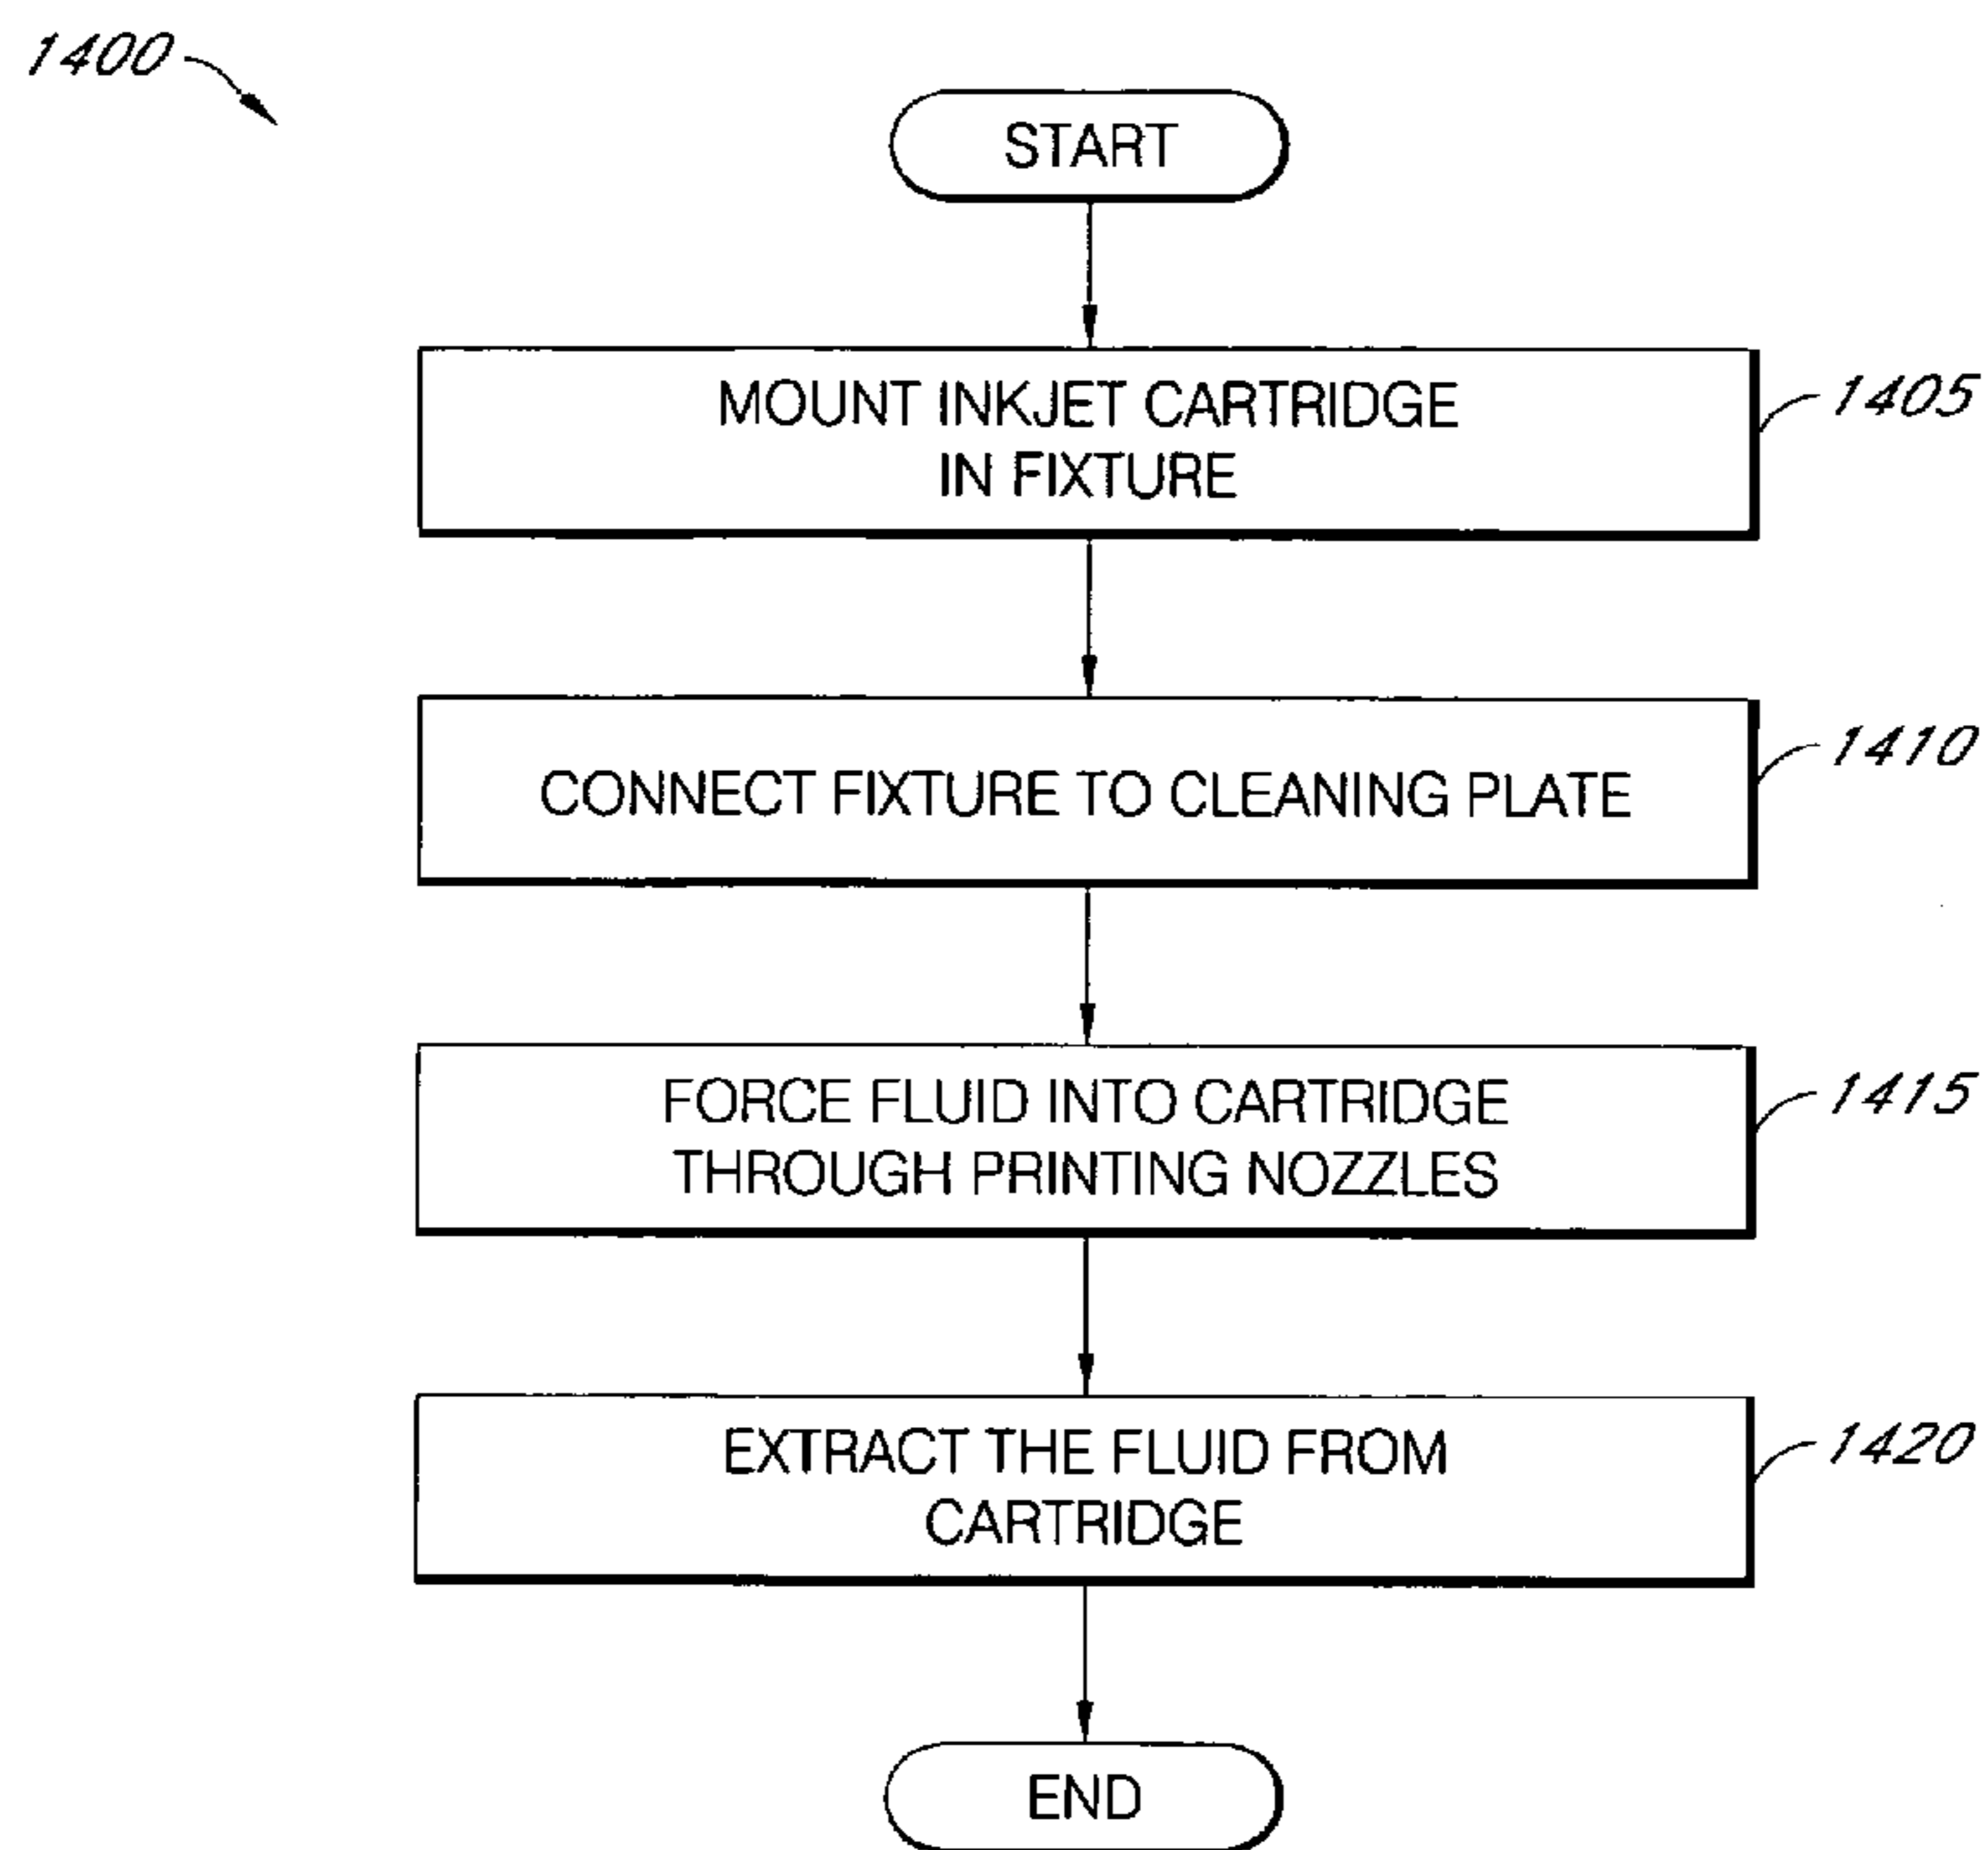 1400
START
MOUNT INKJET CARTRIDGE
IN FIXTURE
1405
CONNECT FIXTURE TO CLEANING PLATE
1410
FORCE FLUID INTO CARTRIDGE
THROUGH PRINTING NOZZLES
1415
EXTRACT THE FLUID FROM
CARTRIDGE
1420
END